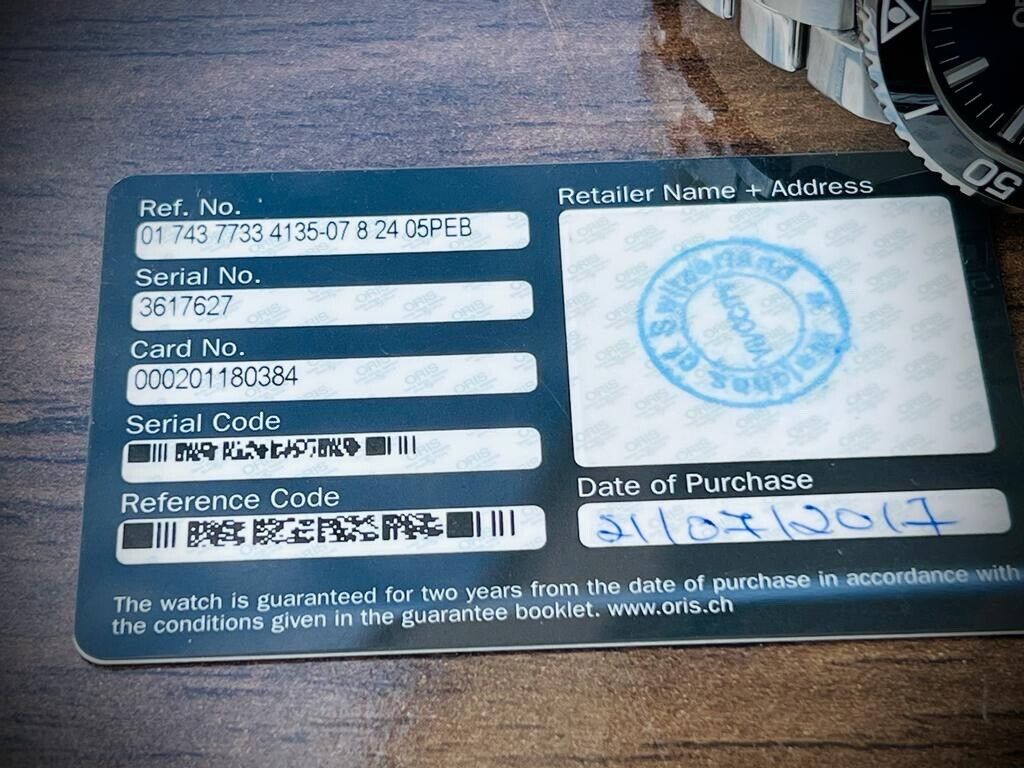 Ref. No.
01 743 7733 4135-07 8 24 05PEB
Serial No.
3617627
Card No.
000201180384
Serial Code
Reference Code
Retailer Name + Address
Date of Purchase
21/07/2017
The watch is guaranteed for two years from the date of purchase in accordance with
the conditions given in the guarantee booklet. www.oris.ch
50